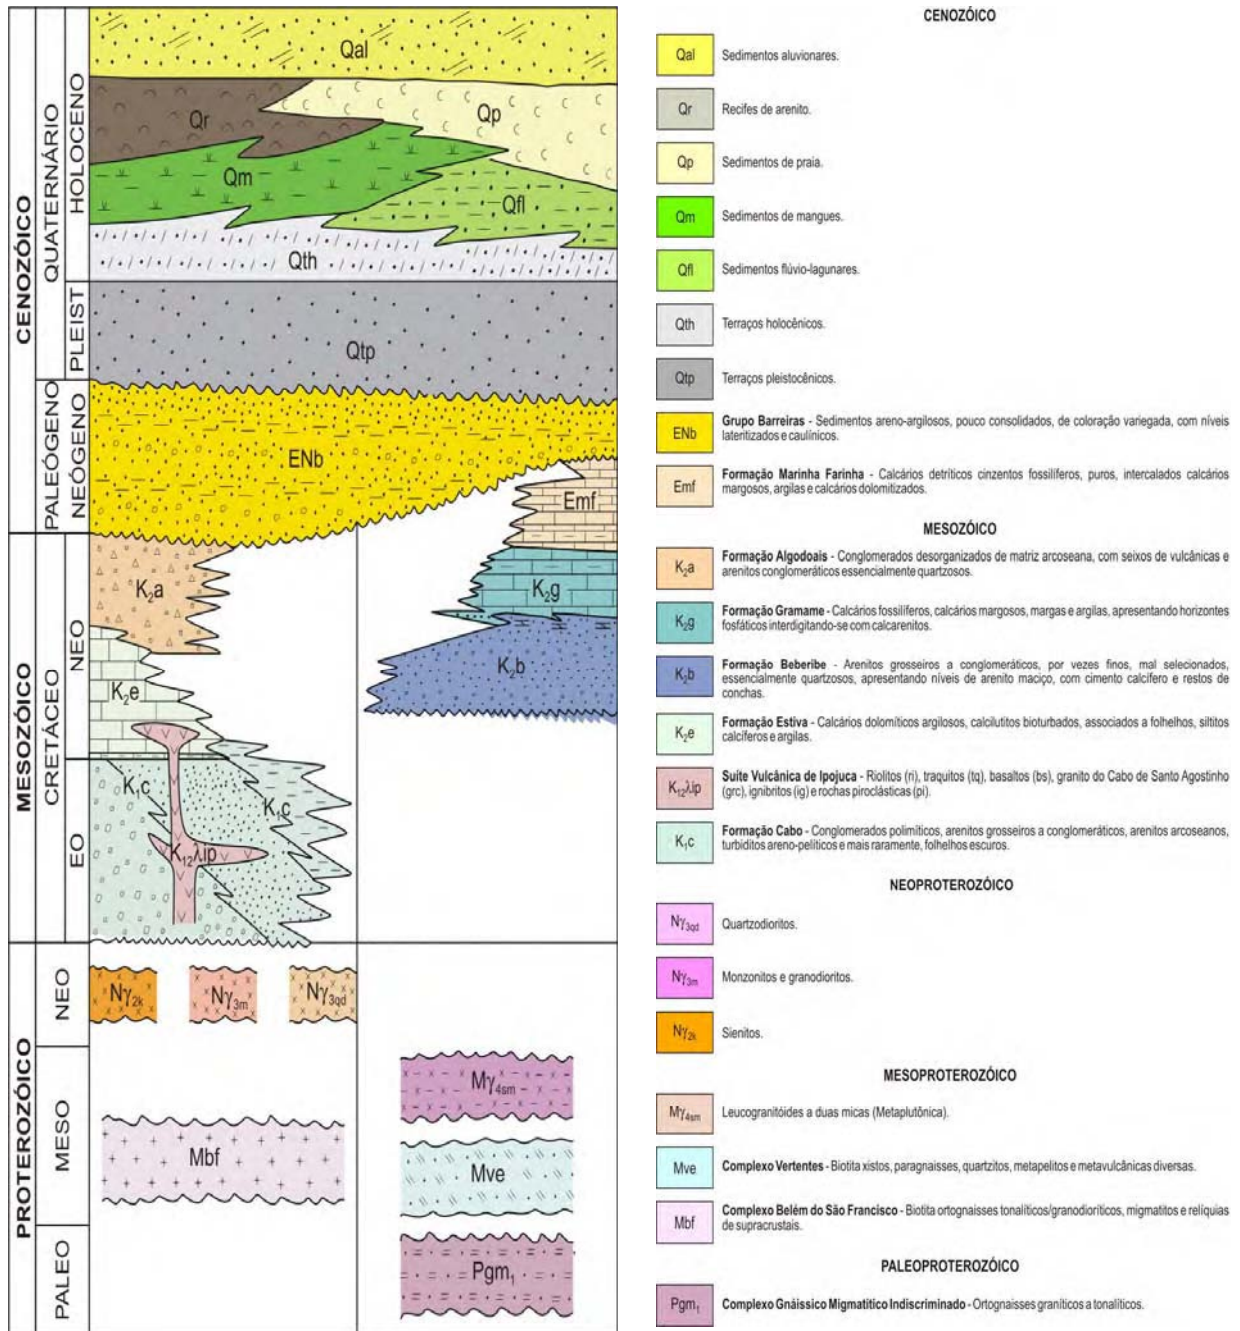 CENOZÓICO
QUATERNÁRIO
HOLOCENO
PLEIST
PALEÓGENO
NEÓGENO
MESOZÓICO
CRETÁCEO
NEO
EO
PROTEROZÓICO
NEO
MESO
PALEO
Qal
Qr
Qp
Qm
Qfl
Qth
Qtp
ENb
Emf
K₂a
K₂g
K₂b
K₂e
K₁c
K₁c
K₁₂λip
Nγ₂ₖ
Nγ₃ₘ
Nγ3qd
Mγ4sm
Mbf
Mve
Pgm₁
CENOZÓICO
Qal Sedimentos aluvionares.
Qr Recifes de arenito.
Qp Sedimentos de praia.
Qm Sedimentos de mangues.
Qfl Sedimentos flúvio-lagunares.
Qth Terraços holocênicos.
Qtp Terraços pleistocênicos.
ENb Grupo Barreiras - Sedimentos areno-argilosos, pouco consolidados, de coloração variegada, com níveis
lateritizados e caulínicos.
Emf Formação Marinha Farinha - Calcários detríticos cinzentos fossilíferos, puros, intercalados calcários
margosos, argilas e calcários dolomitizados.
MESOZÓICO
K₂a Formação Algodoais - Conglomerados desorganizados de matriz arcoseana, com seixos de vulcânicas e
arenitos conglomeráticos essencialmente quartzosos.
K₂g Formação Gramame - Calcários fossilíferos, calcários margosos, margas e argilas, apresentando horizontes
fosfáticos interdigitando-se com calcarenitos.
K₂b Formação Beberibe - Arenitos grosseiros a conglomeráticos, por vezes finos, mal selecionados,
essencialmente quartzosos, apresentando níveis de arenito maciço, com cimento calcífero e restos de
conchas.
K₂e Formação Estiva - Calcários dolomíticos argilosos, calcilutitos bioturbados, associados a folhelhos, siltitos
calcíferos e argilas.
K₁₂λip Suíte Vulcânica de Ipojuca - Riolitos (ri), traquitos (tq), basaltos (bs), granito do Cabo de Santo Agostinho
(grc), ignibritos (ig) e rochas piroclásticas (pi).
K₁c Formação Cabo - Conglomerados polimíticos, arenitos grosseiros a conglomeráticos, arenitos arcoseanos,
turbiditos areno-pelíticos e mais raramente, folhelhos escuros.
NEOPROTEROZÓICO
Nγ3qd Quartzodioritos.
Nγ₃ₘ Monzonitos e granodioritos.
Nγ₂ₖ Sienitos.
MESOPROTEROZÓICO
Mγ4sm Leucogranitóides a duas micas (Metaplutônica).
Mve Complexo Vertentes - Biotita xistos, paragnaisses, quartzitos, metapelitos e metavulcânicas diversas.
Mbf Complexo Belém do São Francisco - Biotita ortognaisses tonalíticos/granodioríticos, migmatitos e relíquias
de supracrustais.
PALEOPROTEROZÓICO
Pgm₁ Complexo Gnáissico Migmatítico Indiscriminado - Ortognaisses graníticos a tonalíticos.